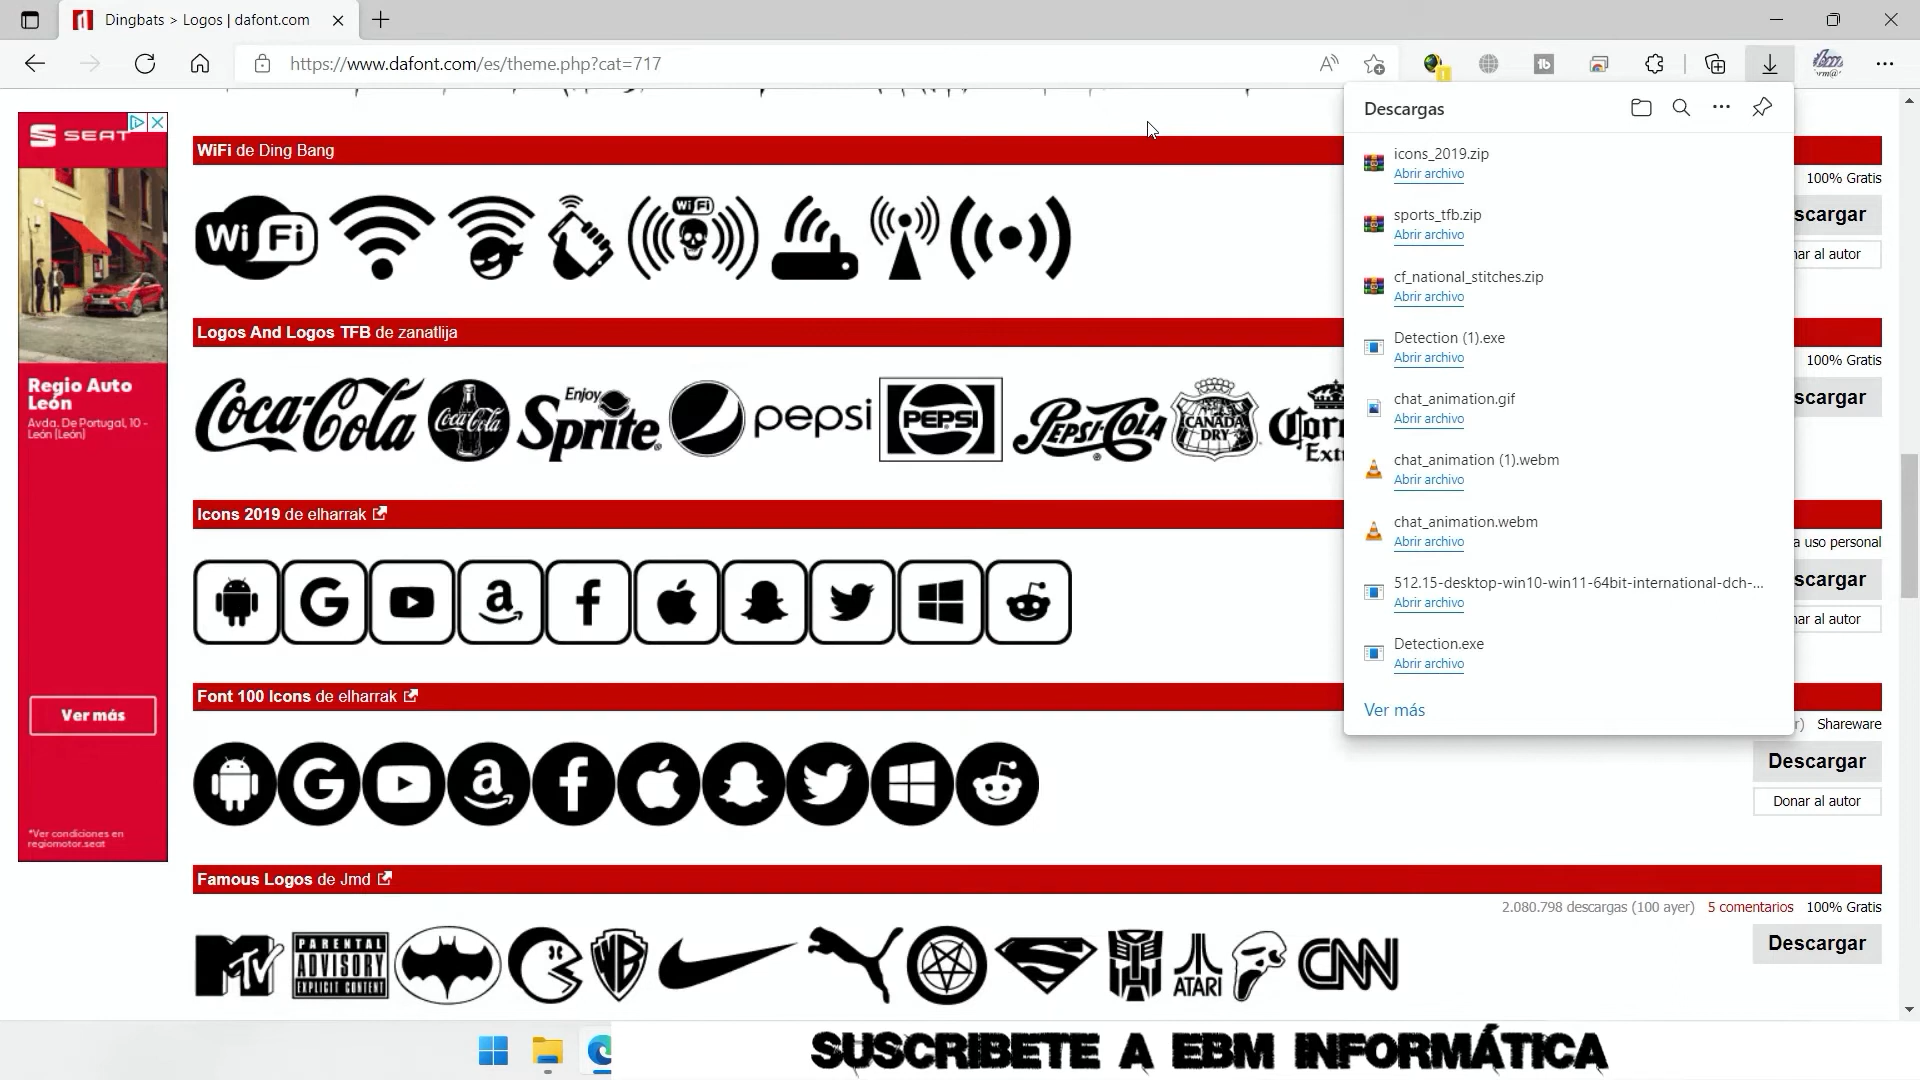 Dingbats > Logos | dafont.com
https://www.dafont.com/es/theme.php?cat=717
Descargas
icons_2019.zip
Abrir archivo
sports_tfb.zip
Abrir archivo
cf_national_stitches.zip
Abrir archivo
Detection (1).exe
Abrir archivo
chat_animation.gif
Abrir archivo
chat_animation (1).webm
Abrir archivo
chat_animation.webm
Abrir archivo
512.15-desktop-win10-win11-64bit-international-dch-...
Abrir archivo
Detection.exe
Abrir archivo
Ver más
SEAT
Regio Auto
León
Avda. De Portugal, 10 -
León (León)
Ver más
*Ver condiciones en
regiomotor.seat
WiFi de Ding Bang
100% Gratis
scargar
nar al autor
WiFi
WiFi
Logos And Logos TFB de zanatlija
100% Gratis
scargar
Coca-Cola
Coca-Cola
Enjoy
Sprite
pepsi
PEPSI
Pepsi-Cola
CANADA
DRY
Coro
Ext
Icons 2019 de elharrak
a uso personal
scargar
nar al autor
Font 100 Icons de elharrak
r) Shareware
Descargar
Donar al autor
Famous Logos de Jmd
2.080.798 descargas (100 ayer) 5 comentarios 100% Gratis
Descargar
MTV
PARENTAL
ADVISORY
EXPLICIT CONTENT
WB
ATARI
CNN
SUSCRIBETE A EBM INFORMÁTICA